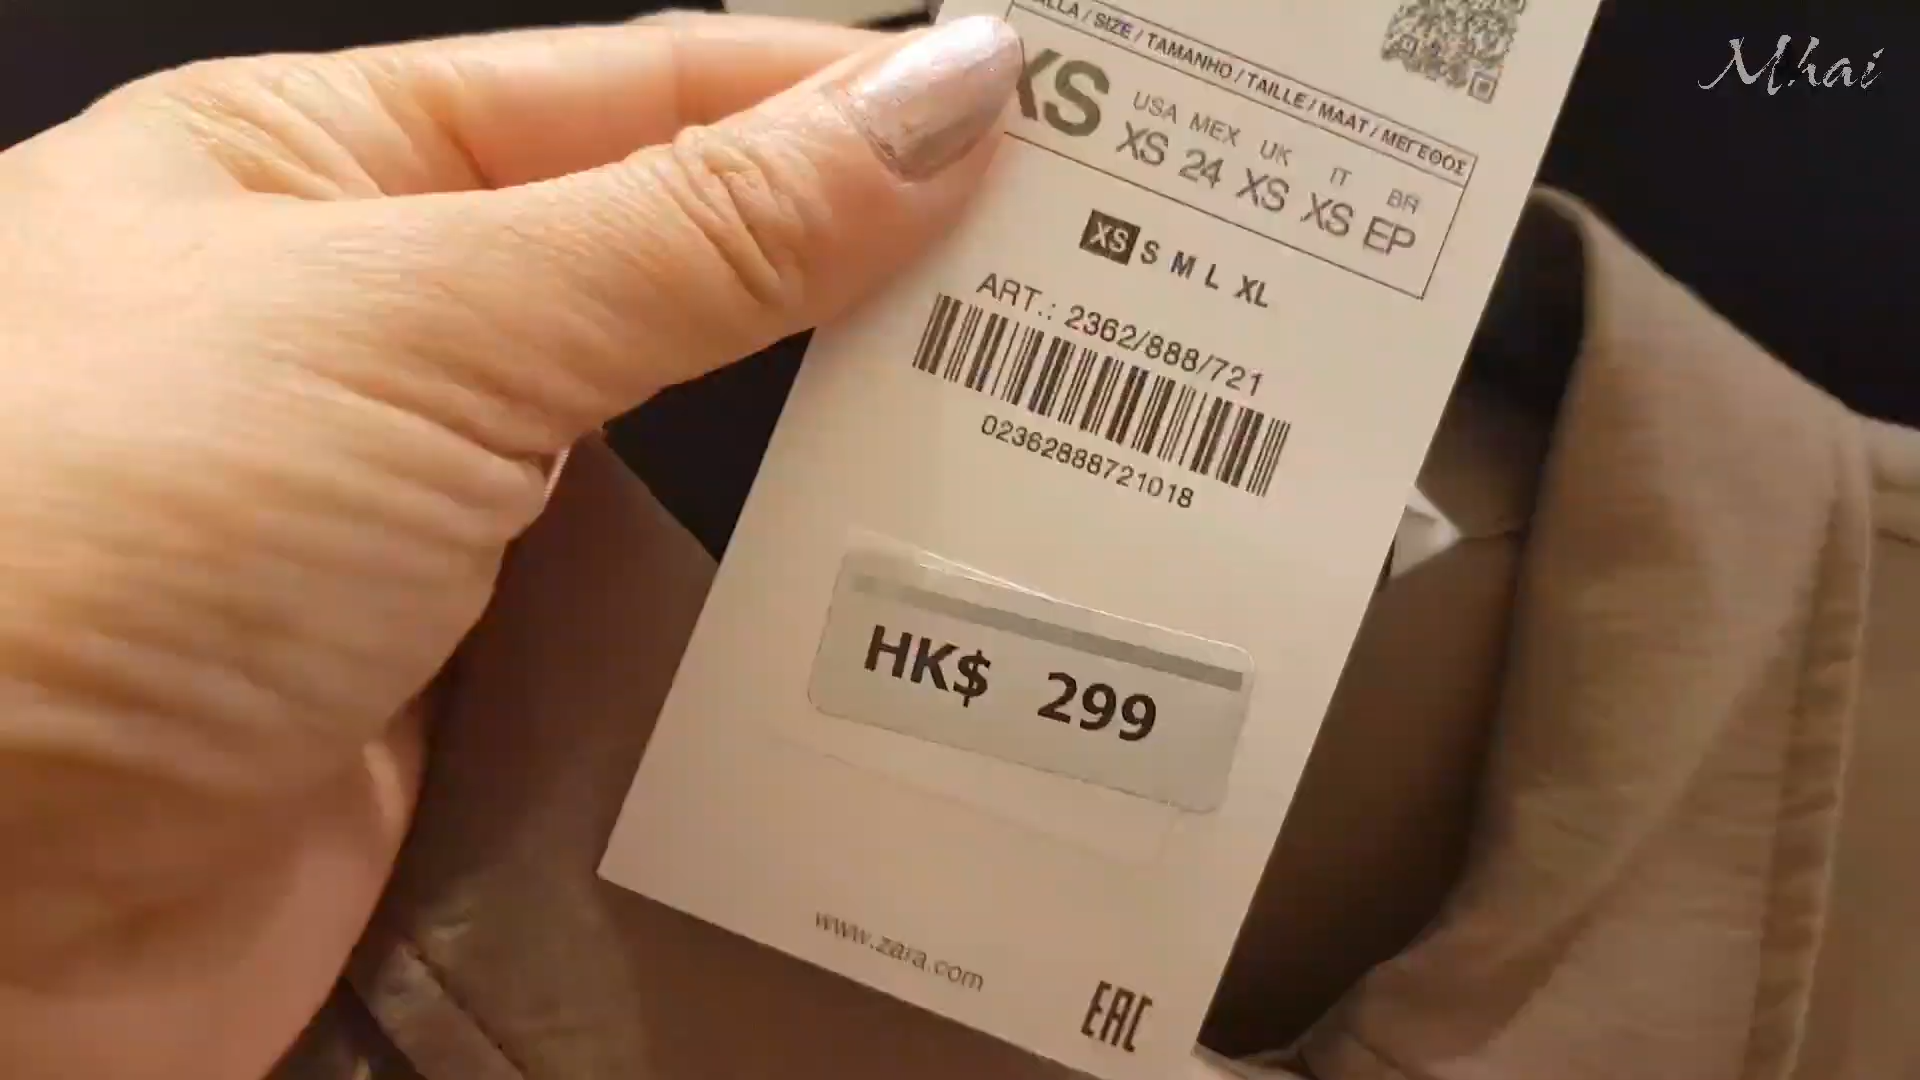 Mhai
TALLA / SIZE / TAMANHO / TAILLE / MAAT / ΜΕΓΕΘΟΣ
XS
USA MEX UK IT BR
XS 24 XS XS EP
XS S M L XL
ART.: 2362/888/721
02362888721018
HK$ 299
www.zara.com
EAC